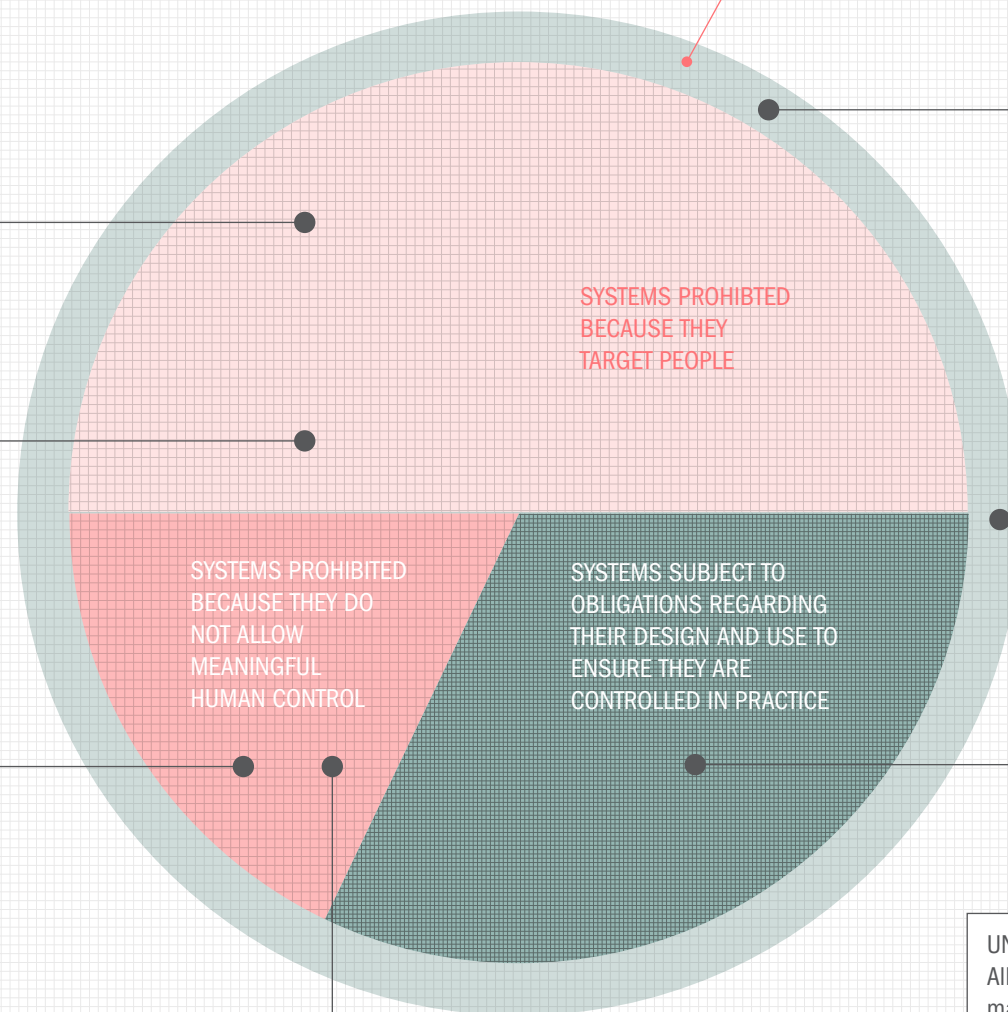 SYSTEMS PROHIBTED
BECAUSE THEY
TARGET PEOPLE
SYSTEMS PROHIBITED
BECAUSE THEY DO
NOT ALLOW
MEANINGFUL
HUMAN CONTROL
SYSTEMS SUBJECT TO
OBLIGATIONS REGARDING
THEIR DESIGN AND USE TO
ENSURE THEY ARE
CONTROLLED IN PRACTICE